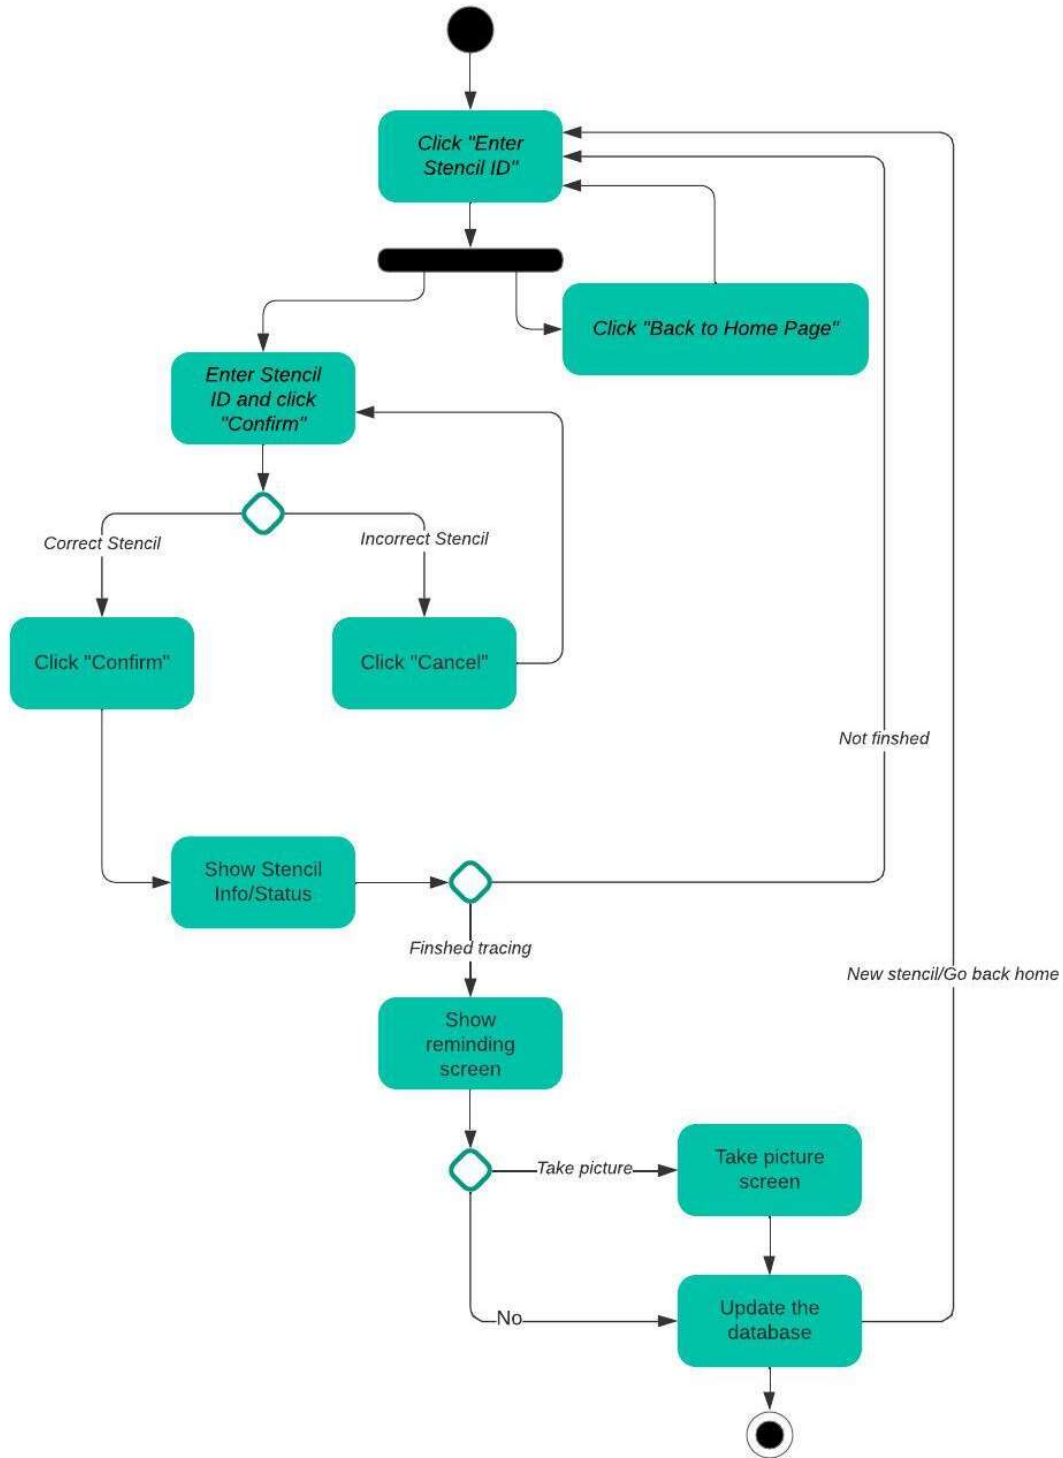 Click "Enter
Stencil ID"
Click "Back to Home Page"
Enter Stencil
ID and click
"Confirm"
Correct Stencil
Incorrect Stencil
Click "Confirm"
Click "Cancel"
Not finshed
Show Stencil
Info/Status
Finshed tracing
New stencil/Go back home
Show
reminding
screen
Take picture
Take picture
screen
No
Update the
database